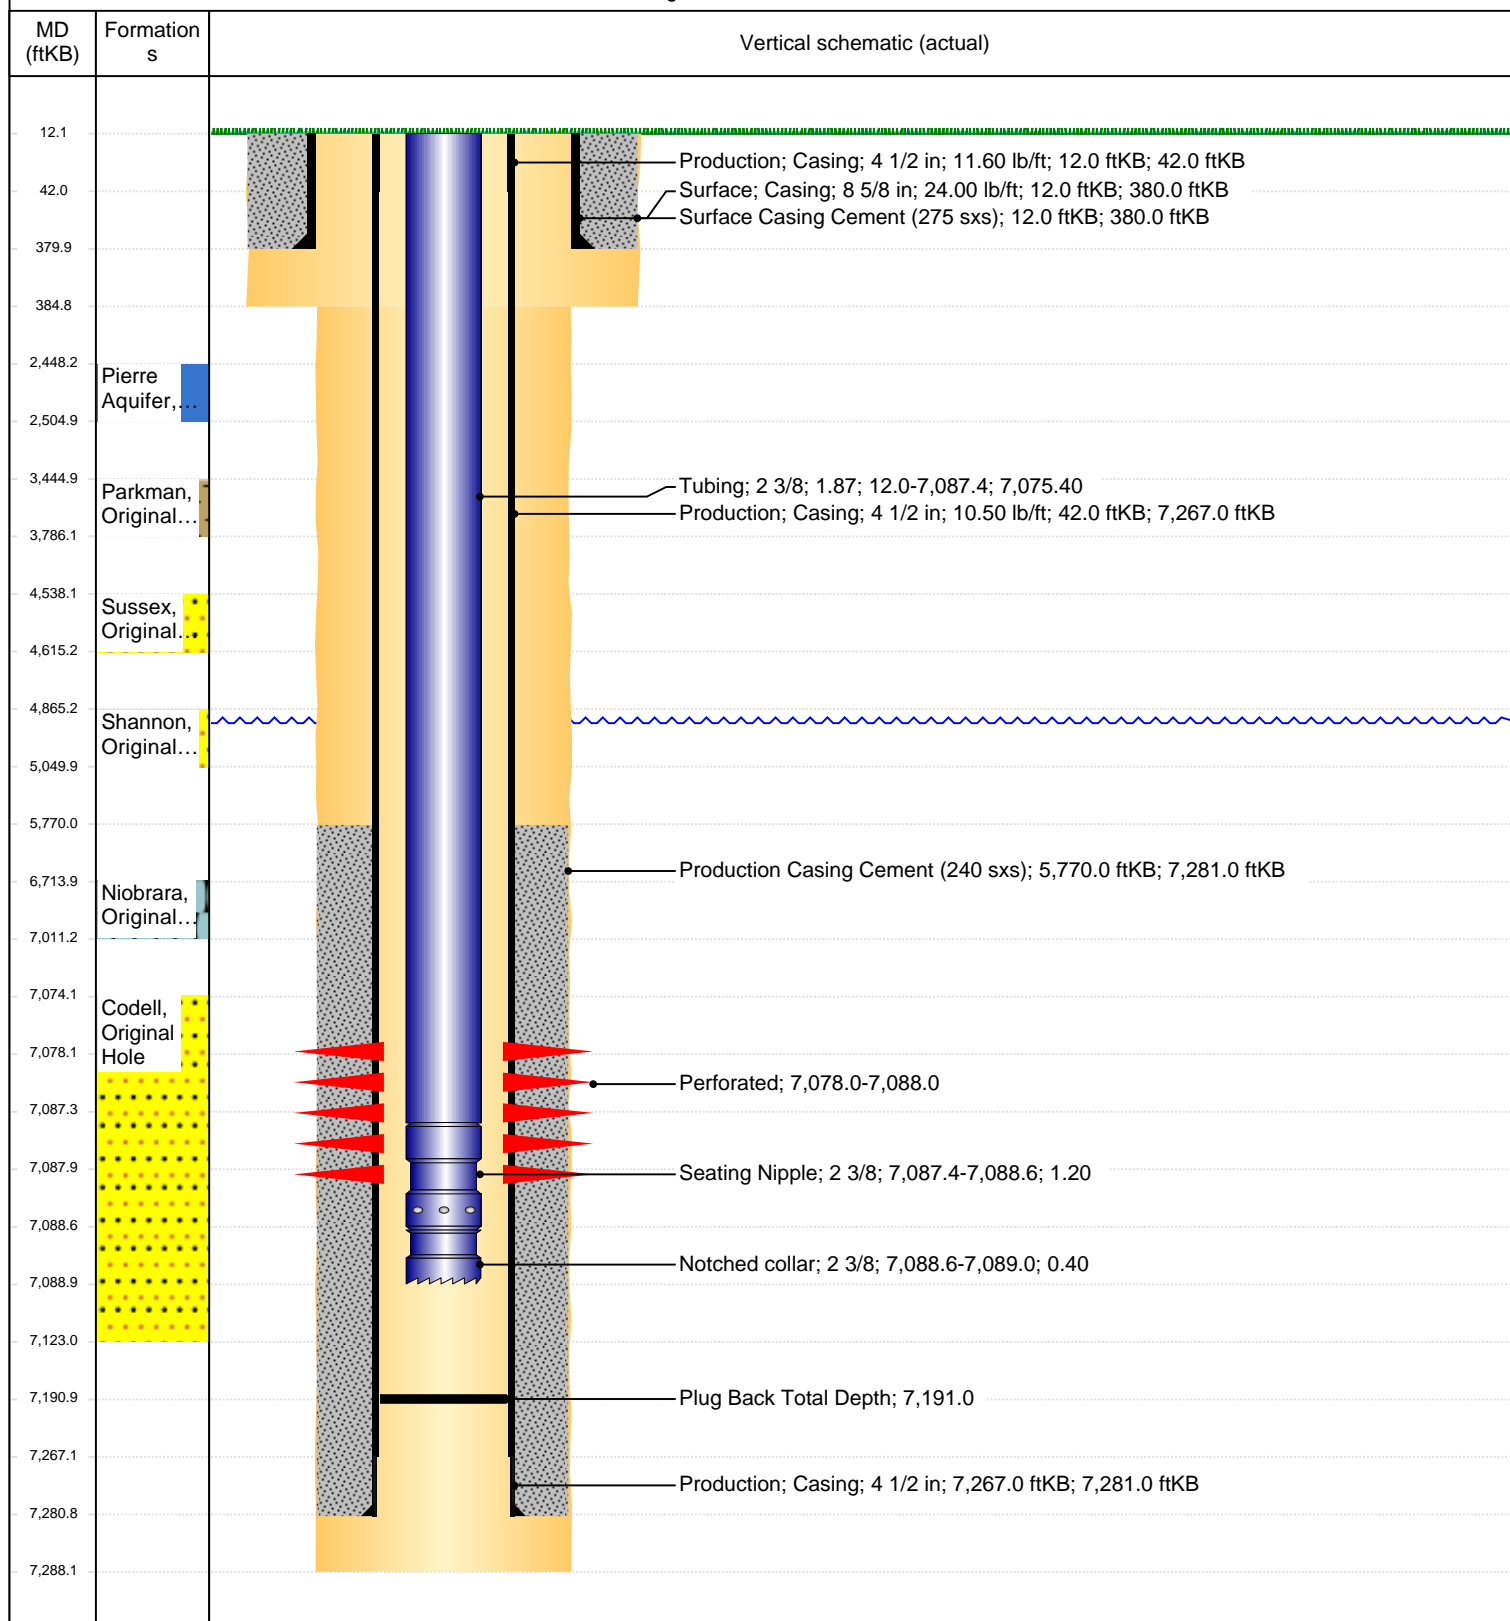 MD
(ftKB)
Formation
s
Vertical schematic (actual)
12.1
Production; Casing; 4 1/2 in; 11.60 lb/ft; 12.0 ftKB; 42.0 ftKB
42.0
Surface; Casing; 8 5/8 in; 24.00 lb/ft; 12.0 ftKB; 380.0 ftKB
Surface Casing Cement (275 sxs); 12.0 ftKB; 380.0 ftKB
379.9
384.8
2,448.2
Pierre
Aquifer,...
2,504.9
3,444.9
Parkman,
Original...
Tubing; 2 3/8; 1.87; 12.0-7,087.4; 7,075.40
Production; Casing; 4 1/2 in; 10.50 lb/ft; 42.0 ftKB; 7,267.0 ftKB
3,786.1
4,538.1
Sussex,
Original...
4,615.2
4,865.2
Shannon,
Original...
5,049.9
5,770.0
Production Casing Cement (240 sxs); 5,770.0 ftKB; 7,281.0 ftKB
6,713.9
Niobrara,
Original...
7,011.2
7,074.1
Codell,
Original
Hole
7,078.1
Perforated; 7,078.0-7,088.0
7,087.3
7,087.9
Seating Nipple; 2 3/8; 7,087.4-7,088.6; 1.20
7,088.6
Notched collar; 2 3/8; 7,088.6-7,089.0; 0.40
7,088.9
7,123.0
7,190.9
Plug Back Total Depth; 7,191.0
7,267.1
Production; Casing; 4 1/2 in; 7,267.0 ftKB; 7,281.0 ftKB
7,280.8
7,288.1